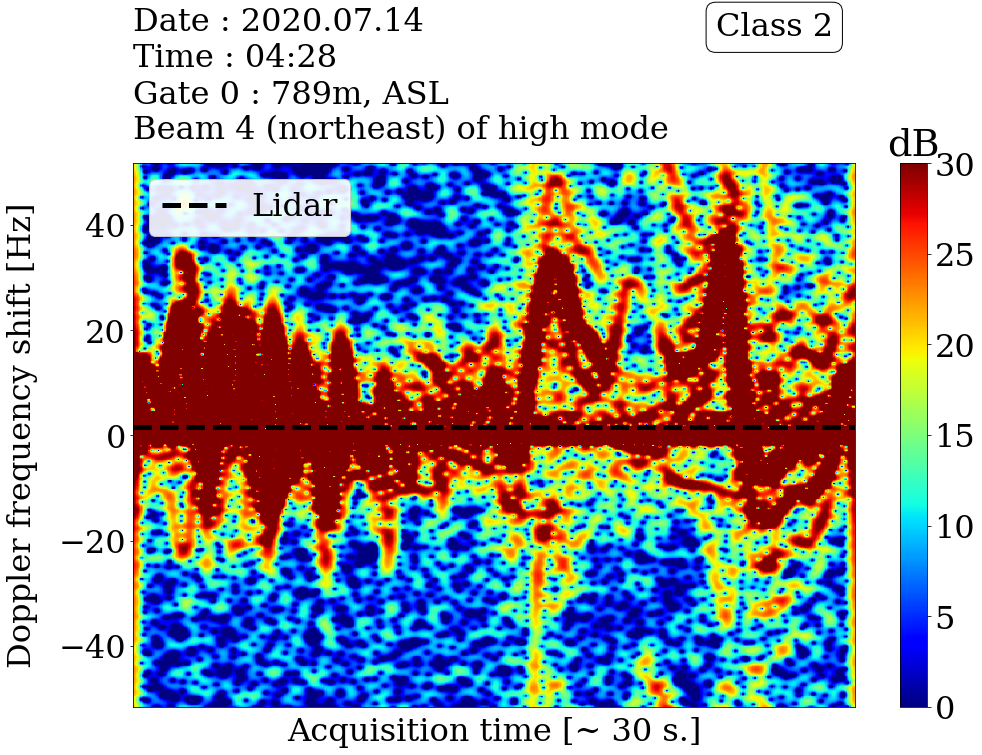 Date : 2020.07.14
Time : 04:28
Gate 0 : 789m, ASL
Beam 4 (northeast) of high mode
Class 2
dB
Lidar
Doppler frequency shift [Hz]
40
20
0
−20
−40
30
25
20
15
10
5
0
Acquisition time [~ 30 s.]